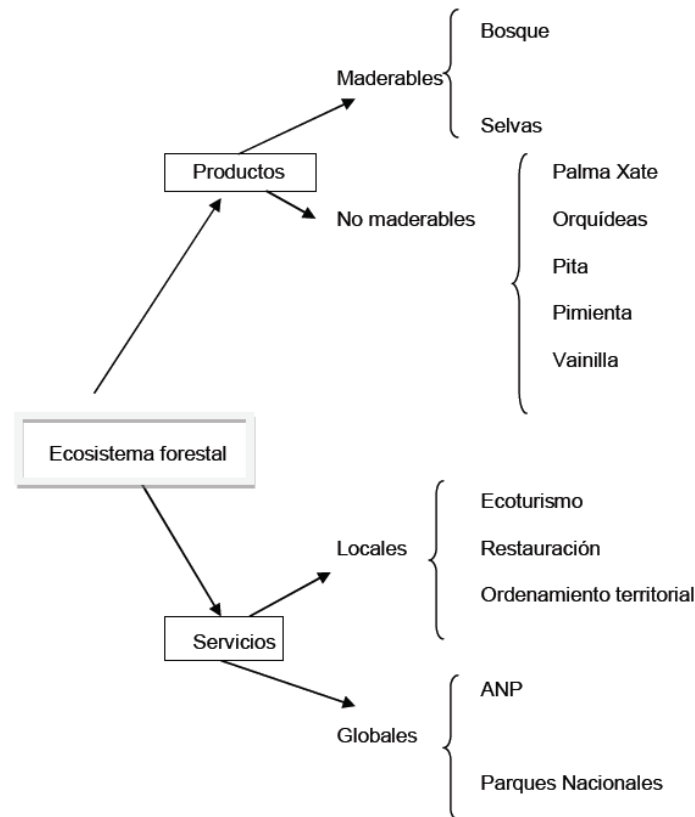 Bosque
Maderables
Selvas
Productos
Palma Xate
No maderables
Orquídeas
Pita
Pimienta
Vainilla
Ecosistema forestal
Ecoturismo
Locales
Restauración
Ordenamiento territorial
Servicios
ANP
Globales
Parques Nacionales